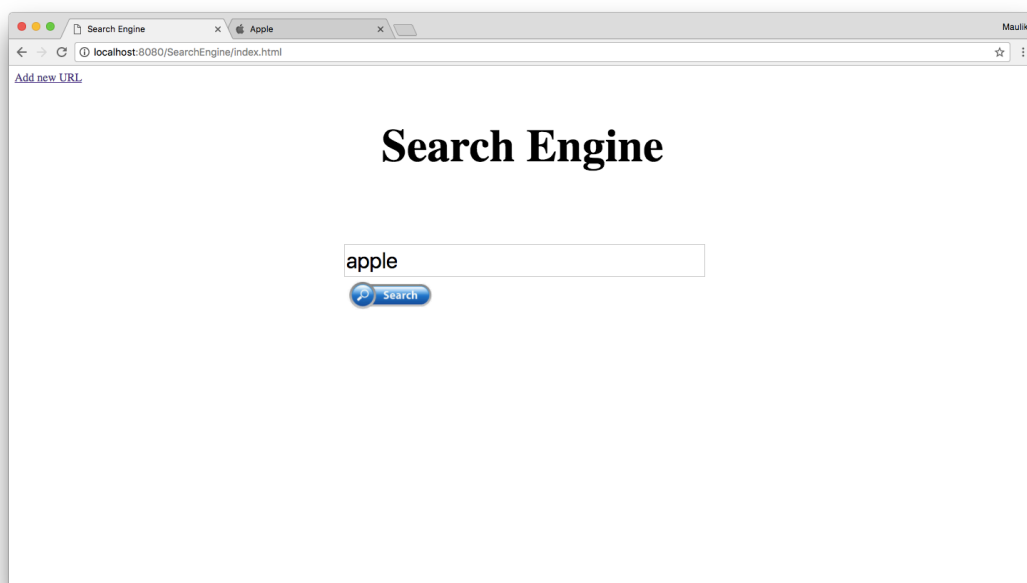 Search Engine
Apple
Maulik
localhost:8080/SearchEngine/index.html
Add new URL
Search Engine
apple
Search